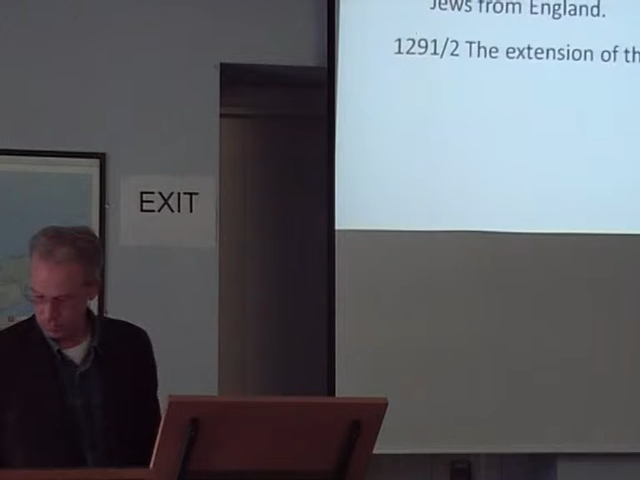 Jews from England.
1291/2 The extension of th
EXIT